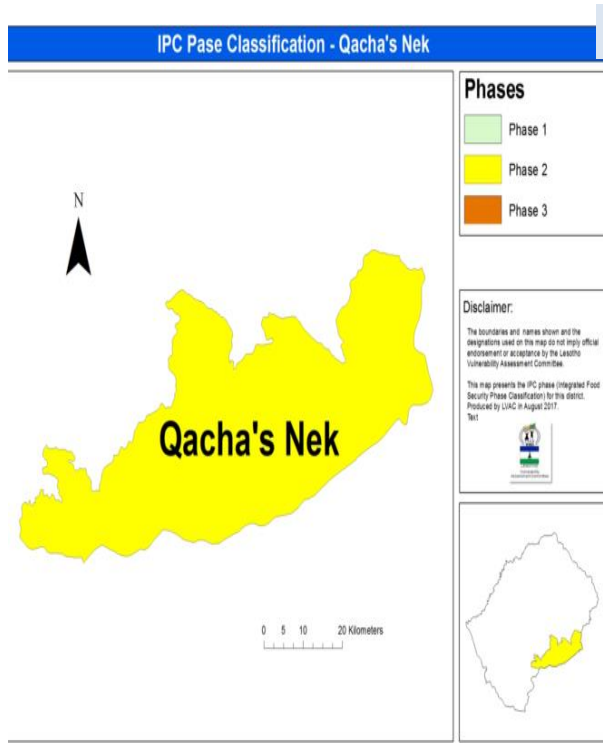 IPC Pase Classification - Qacha's Nek
Phases
Phase 1
Phase 2
Phase 3
N
Qacha's Nek
0 5 10 20 Kilometers
Disclaimer:
The boundaries and names shown and the
designations used on this map do not imply official
endorsement or acceptance by the Lesotho
Vulnerability Assessment Committee.
This map presents the IPC phase (Integrated Food
Security Phase Classification) for this district.
Produced by LVAC in August 2017.
Text